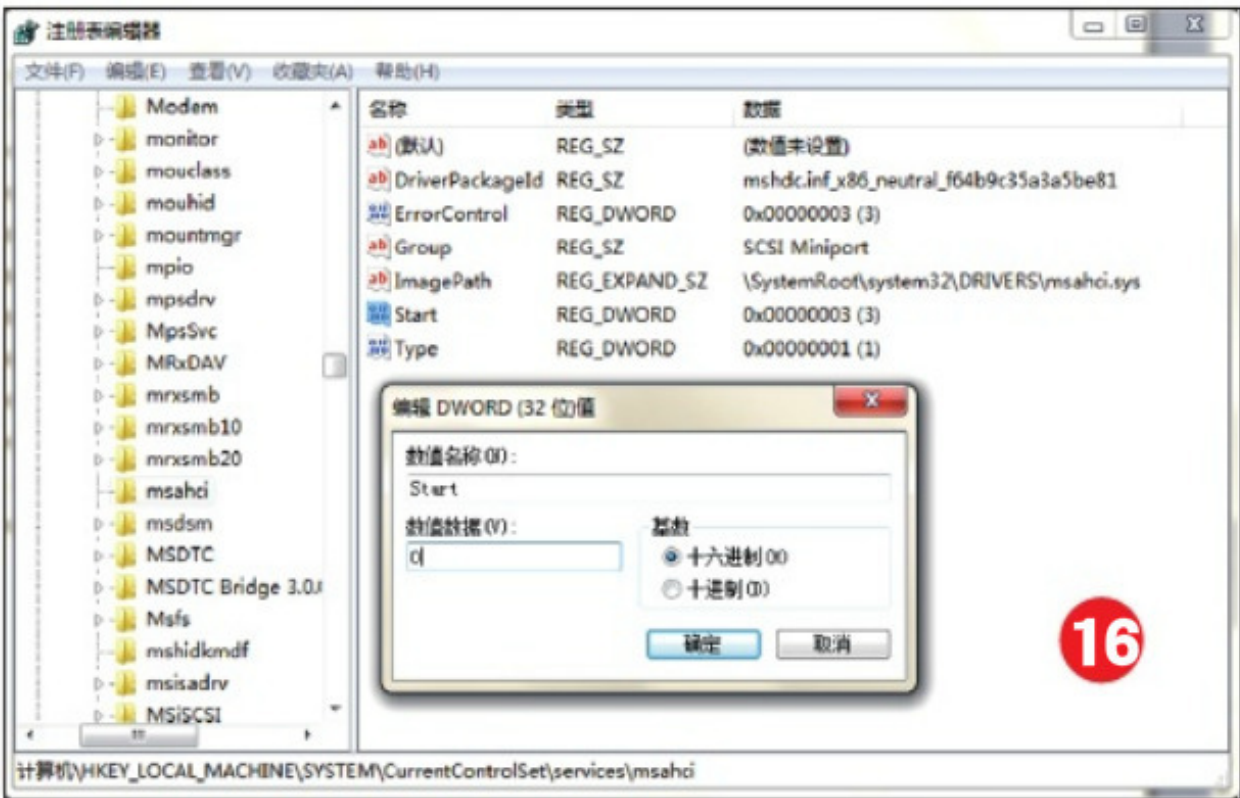 注册表编辑器
文件(F) 编辑(E) 查看(V) 收藏夹(A) 帮助(H)
Modem
monitor
mouclass
mouhid
mountmgr
mpio
mpsdrv
MpsSvc
MRxDAV
mrxsmb
mrxsmb10
mrxsmb20
msahci
msdsm
MSDTC
MSDTC Bridge 3.0.
Msfs
mshidkmdf
msisadrv
MSiSCSI
名称 类型 数据
(默认) REG_SZ (数值未设置)
DriverPackageId REG_SZ mshdc.inf_x86_neutral_f64b9c35a3a5be81
ErrorControl REG_DWORD 0x00000003 (3)
Group REG_SZ SCSI Miniport
ImagePath REG_EXPAND_SZ \SystemRoot\system32\DRIVERS\msahci.sys
Start REG_DWORD 0x00000003 (3)
Type REG_DWORD 0x00000001 (1)
编辑 DWORD (32 位)值
数值名称(N):
Start
数值数据(V):
0
基数
十六进制(H)
十进制(D)
确定 取消
16
计算机\HKEY_LOCAL_MACHINE\SYSTEM\CurrentControlSet\services\msahci